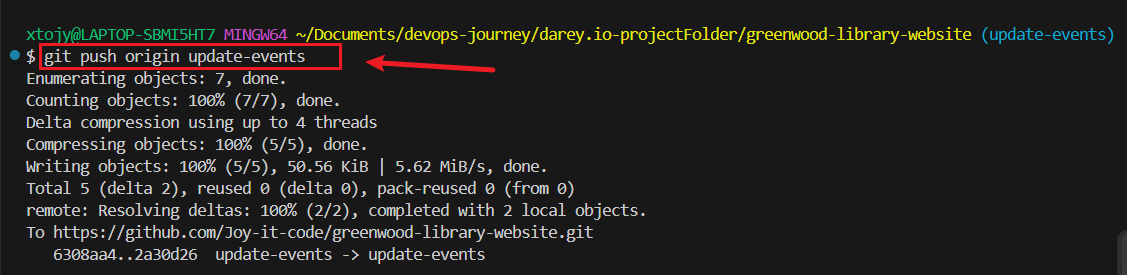 xtojy@LAPTOP-SBMI5HT7 MINGW64 ~/Documents/devops-journey/darey.io-projectFolder/greenwood-library-website (update-events)
$ git push origin update-events
Enumerating objects: 7, done.
Counting objects: 100% (7/7), done.
Delta compression using up to 4 threads
Compressing objects: 100% (5/5), done.
Writing objects: 100% (5/5), 50.56 KiB | 5.62 MiB/s, done.
Total 5 (delta 2), reused 0 (delta 0), pack-reused 0 (from 0)
remote: Resolving deltas: 100% (2/2), completed with 2 local objects.
To https://github.com/Joy-it-code/greenwood-library-website.git
   6308aa4..2a30d26  update-events -> update-events